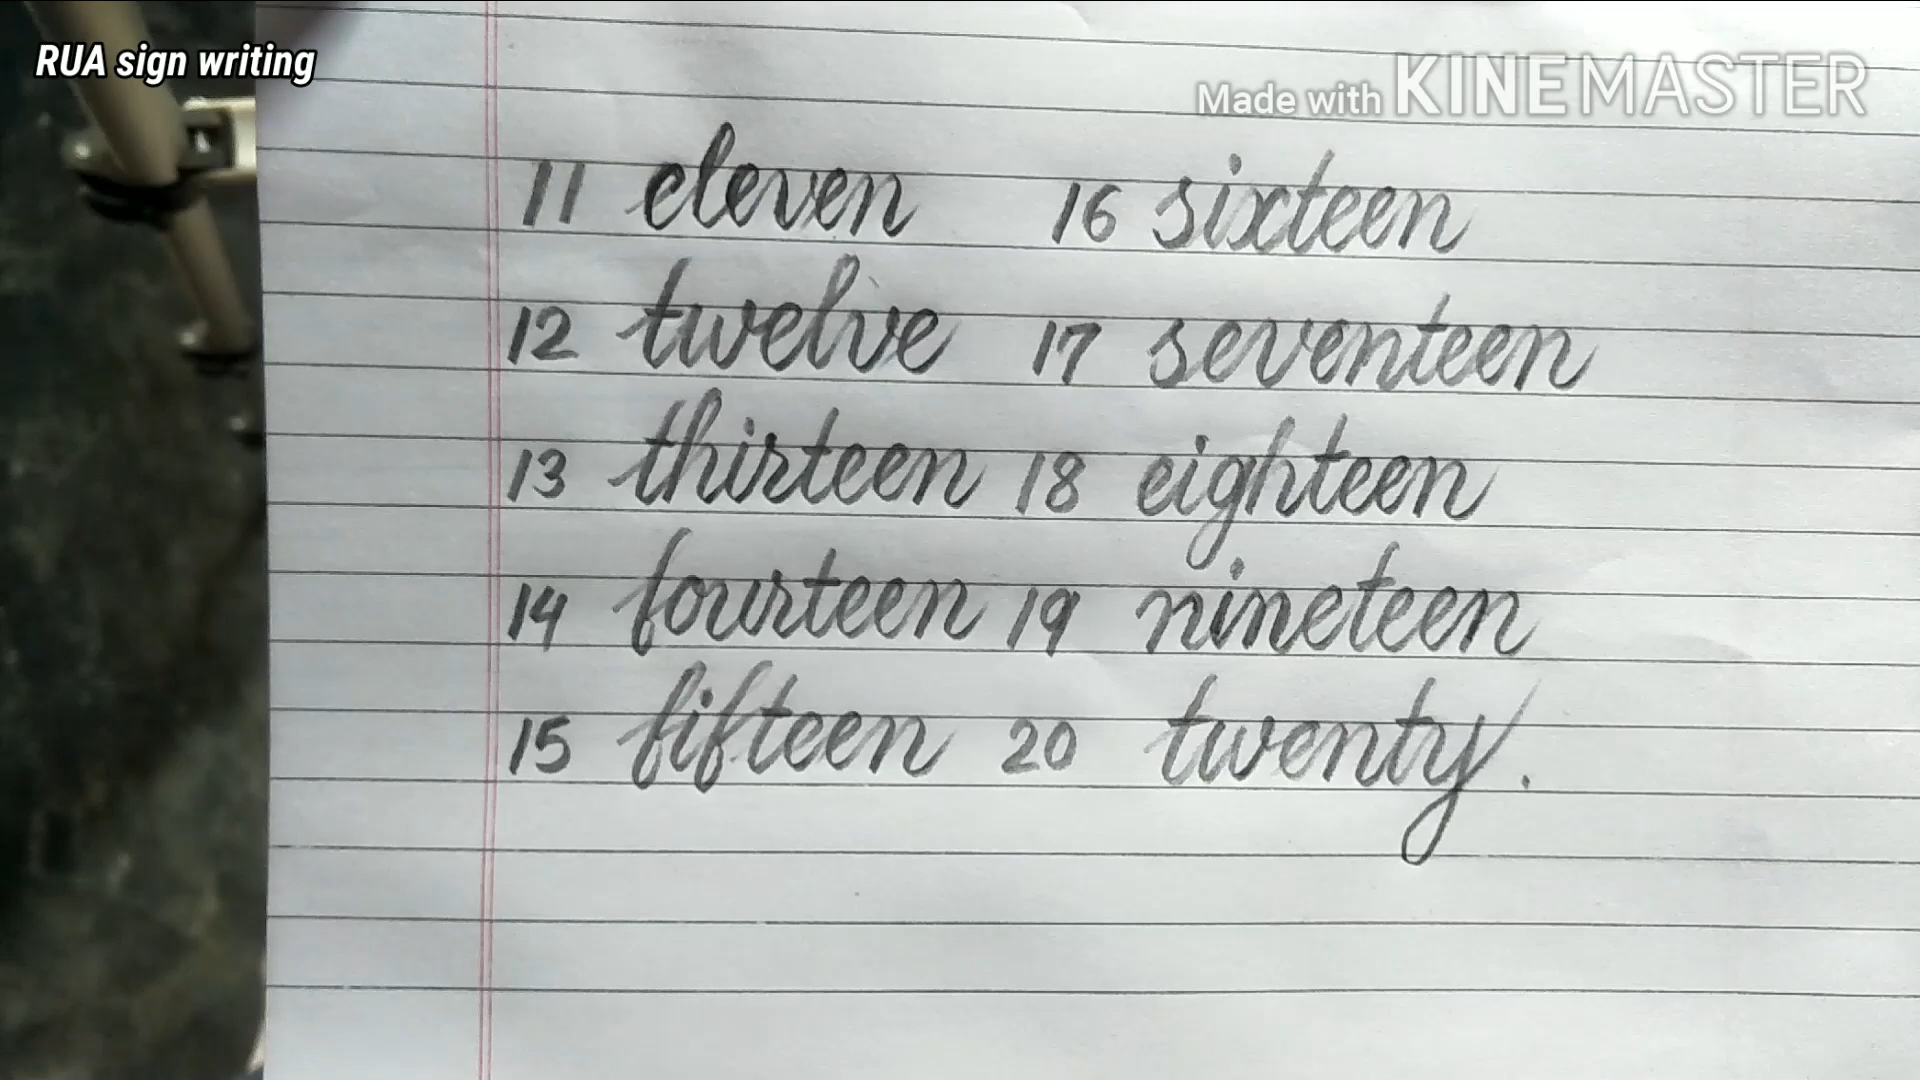 RUA sign writing
Made with KINEMASTER
11 eleven 16 sixteen
12 twelve 17 seventeen
13 thirteen 18 eighteen
14 fourteen 19 nineteen
15 fifteen 20 twenty.